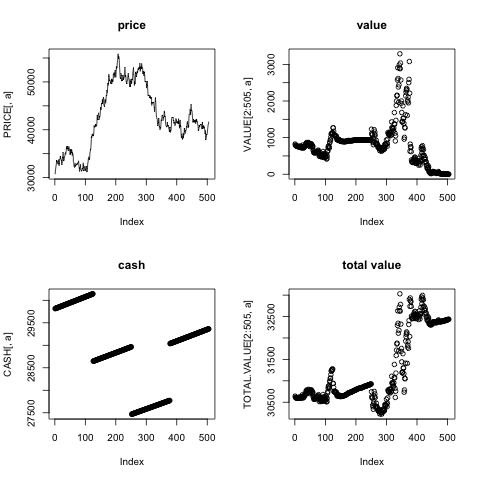 price
PRICE[, a]
30000 40000 50000
0 100 200 300 400 500
Index
value
VALUE[2:505, a]
0 1000 2000 3000
0 100 200 300 400 500
Index
cash
CASH[, a]
27500 28500 29500
0 100 200 300 400 500
Index
total value
TOTAL.VALUE[2:505, a]
30500 31500 32500
0 100 200 300 400 500
Index